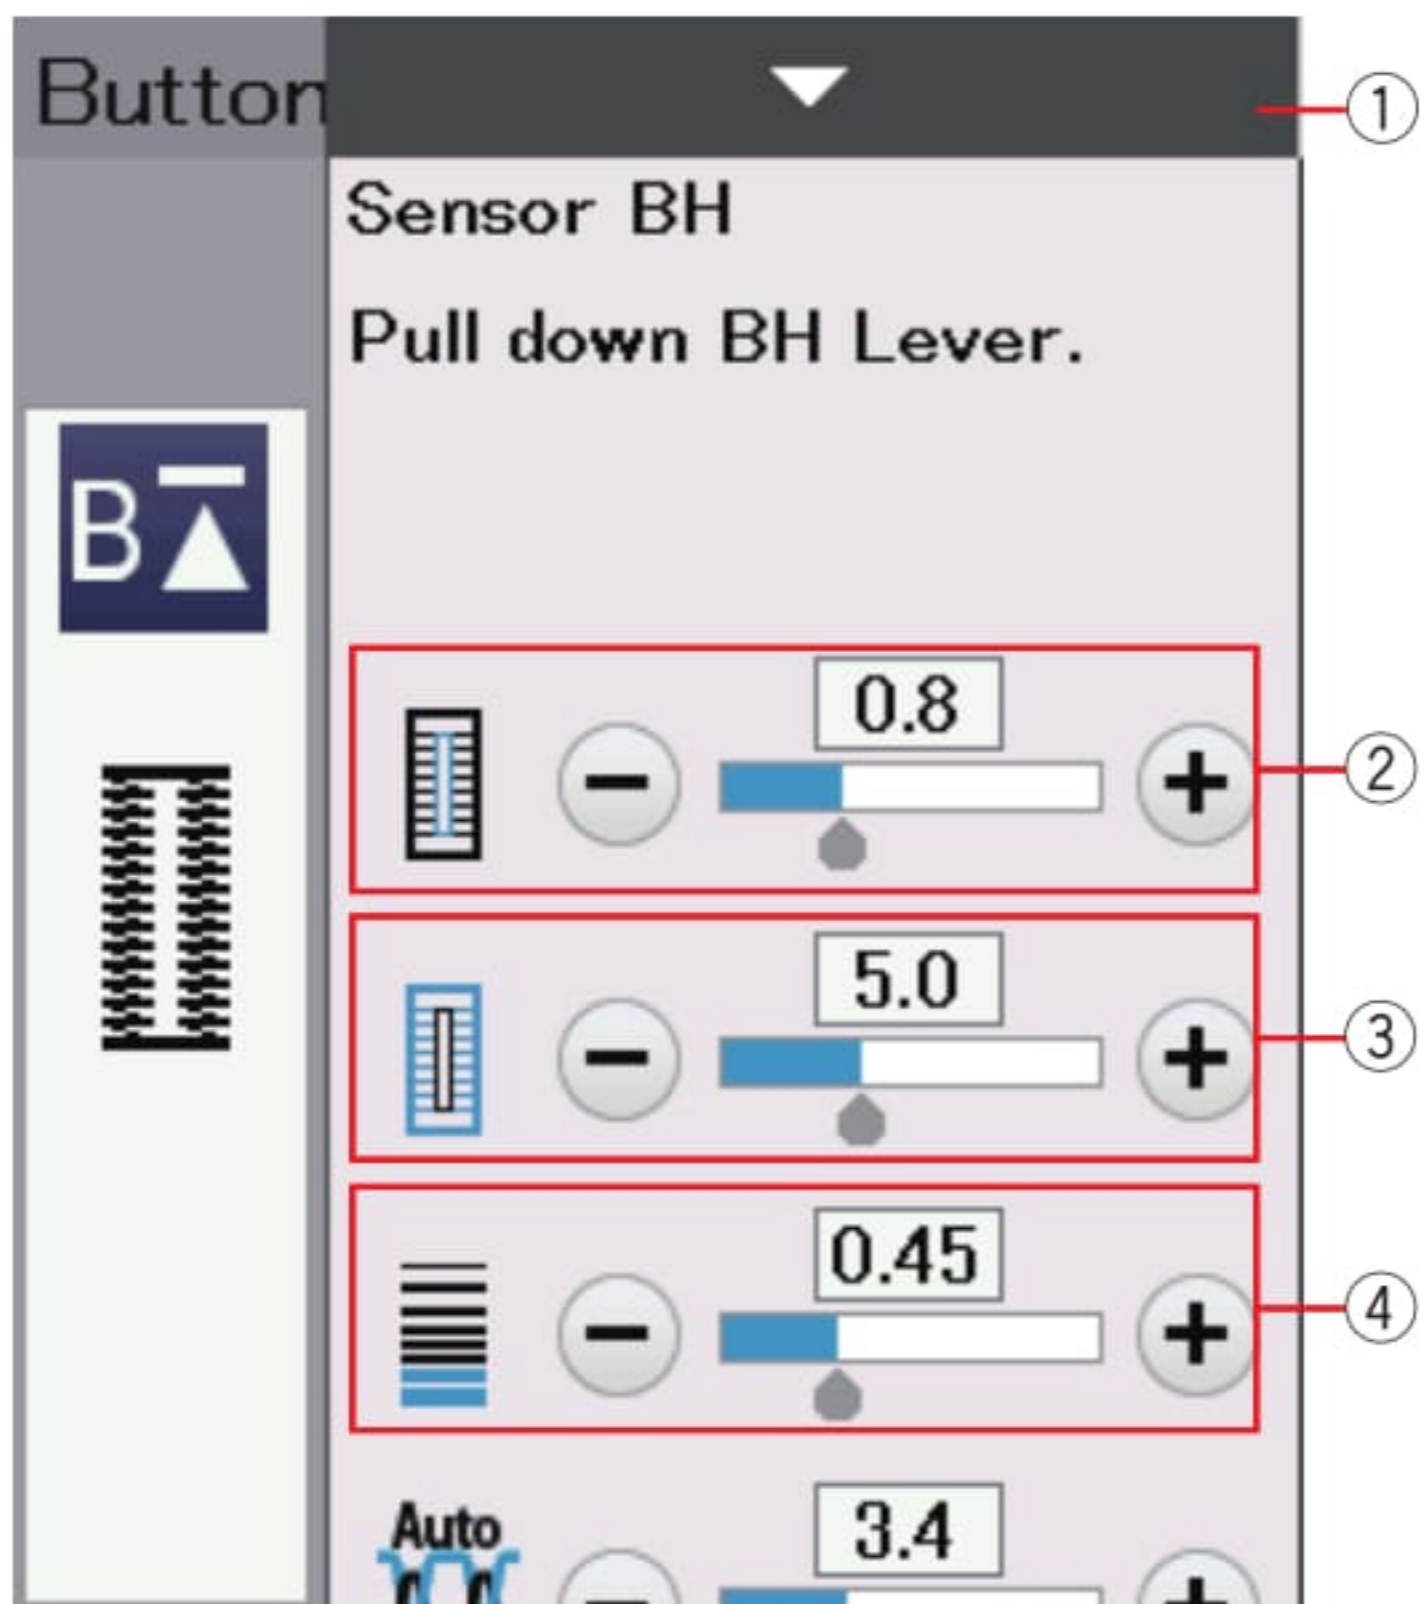 Button
①
Sensor BH
Pull down BH Lever.
B
0.8
− +
②
5.0
− +
③
0.45
− +
④
Auto
3.4
− +